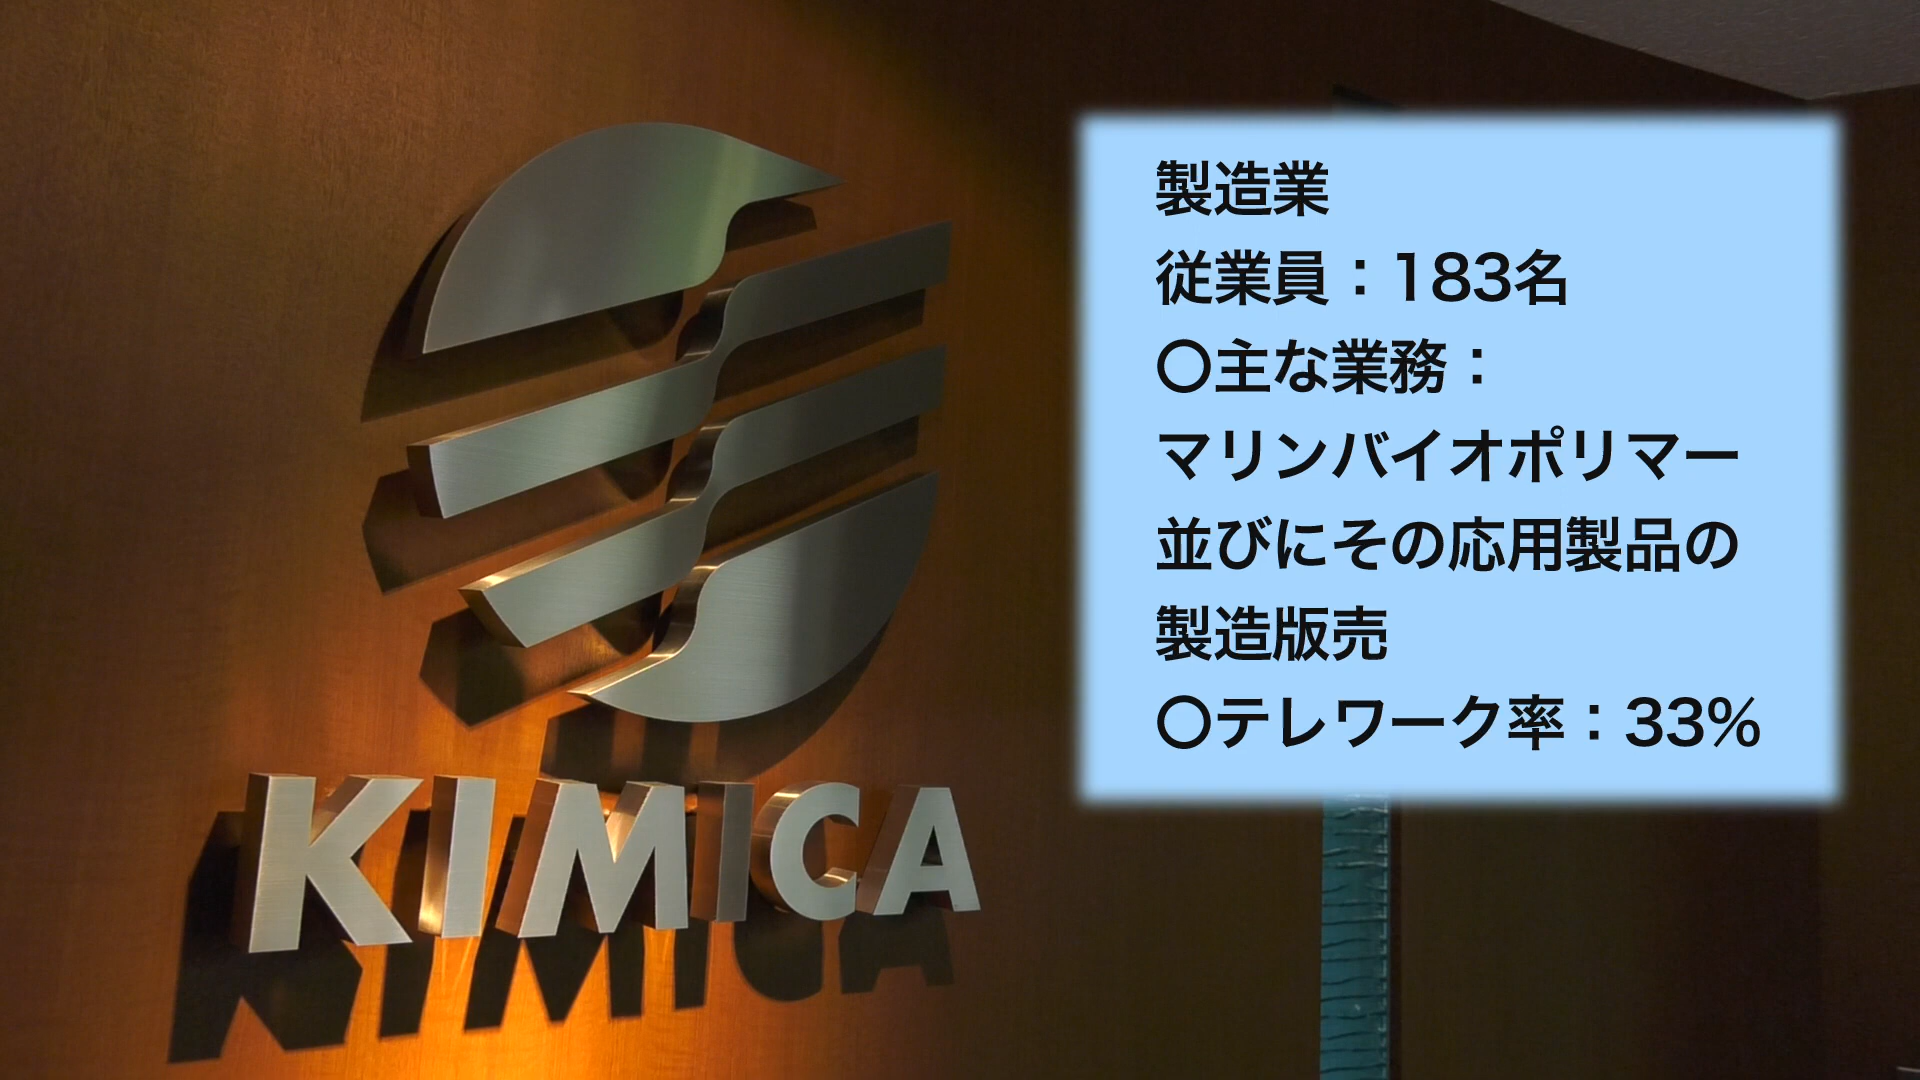 KIMICA
製造業
従業員：183名
〇主な業務：
マリンバイオポリマー
並びにその応用製品の
製造版売
〇テレワーク率：33%